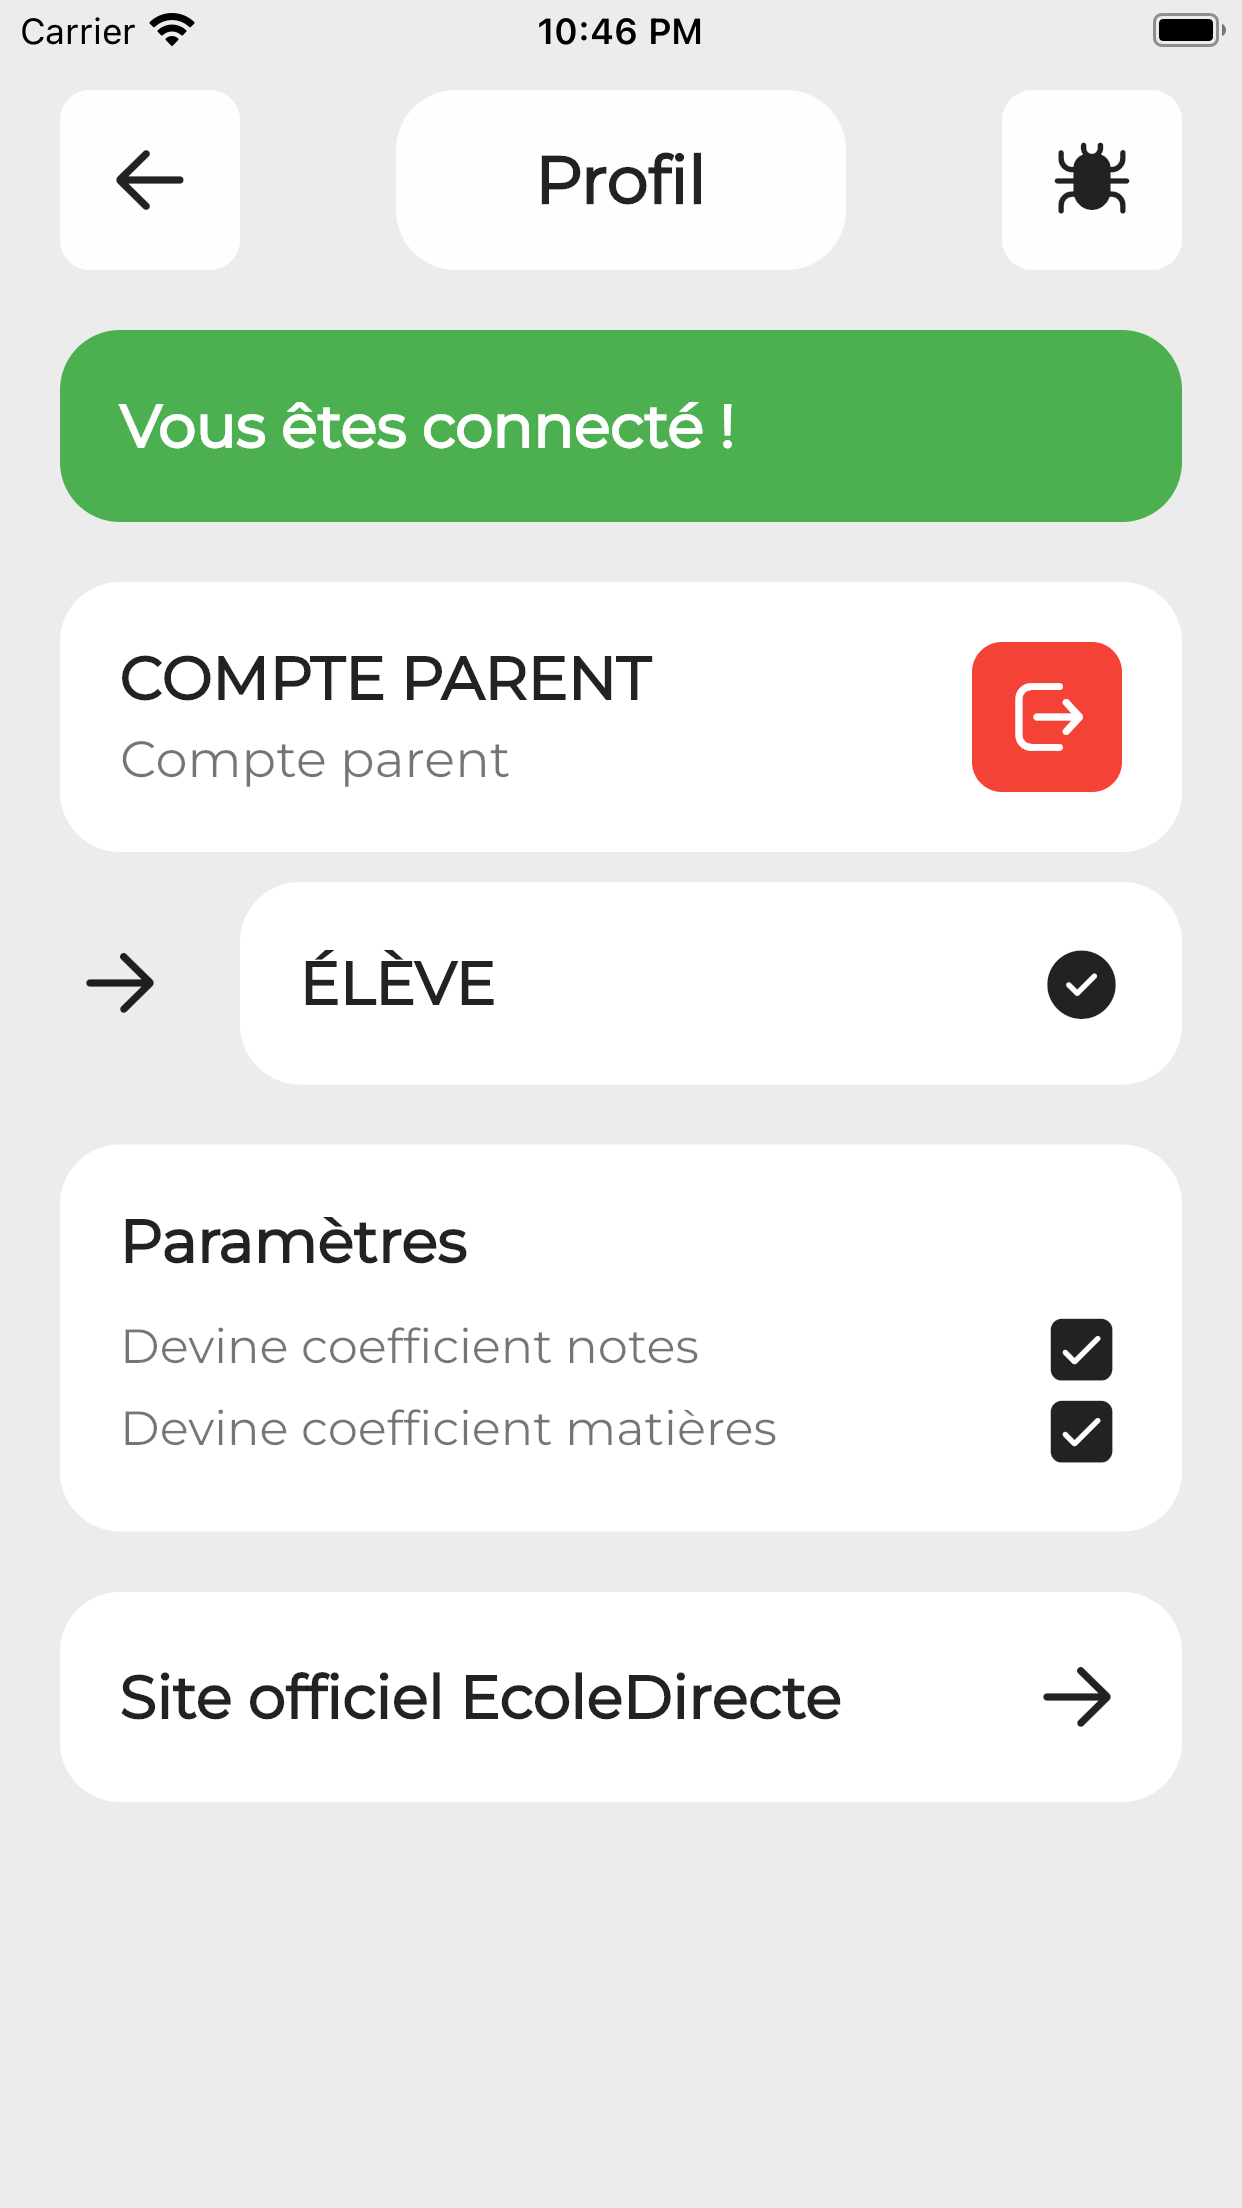 Carrier 10:46 PM
Profil
Vous êtes connecté !
COMPTE PARENT
Compte parent
ÉLÈVE
Paramètres
Devine coefficient notes
Devine coefficient matières
Site officiel EcoleDirecte